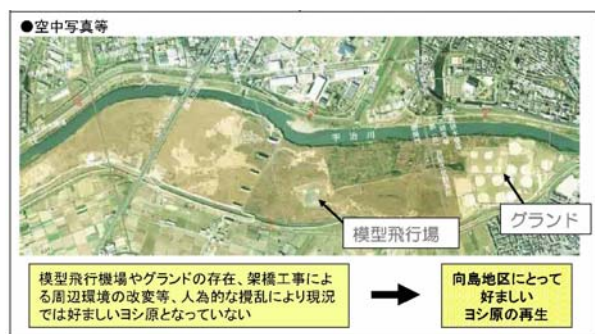 ●空中写真等
宇治川
グランド
模型飛行場
模型飛行機場やグランドの存在、架橋工事によ
る周辺環境の改変等、人為的な攪乱により現況
では好ましいヨシ原となっていない
向島地区にとって
好ましい
ヨシ原の再生